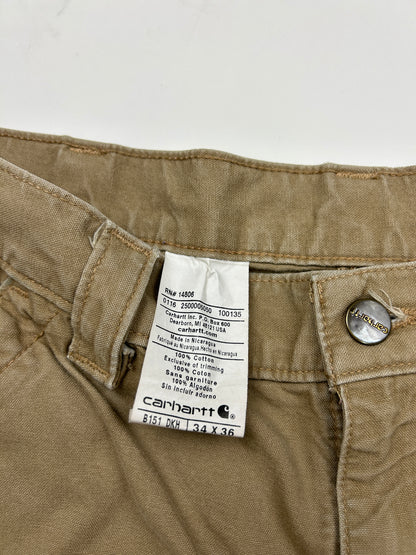 RN# 14806
0116 2500000000 100135
Carhartt Inc. P.O. Box 600
Dearborn, MI 48121 USA
carhartt.com
Made in Nicaragua
Fabriqué au Nicaragua Hecho en Nicaragua
100% Cotton
Exclusive of trimming
100% Coton
Sans garniture
100% Algodón
Sin incluir adorno
carhartt
B151 DKH 34 X 36